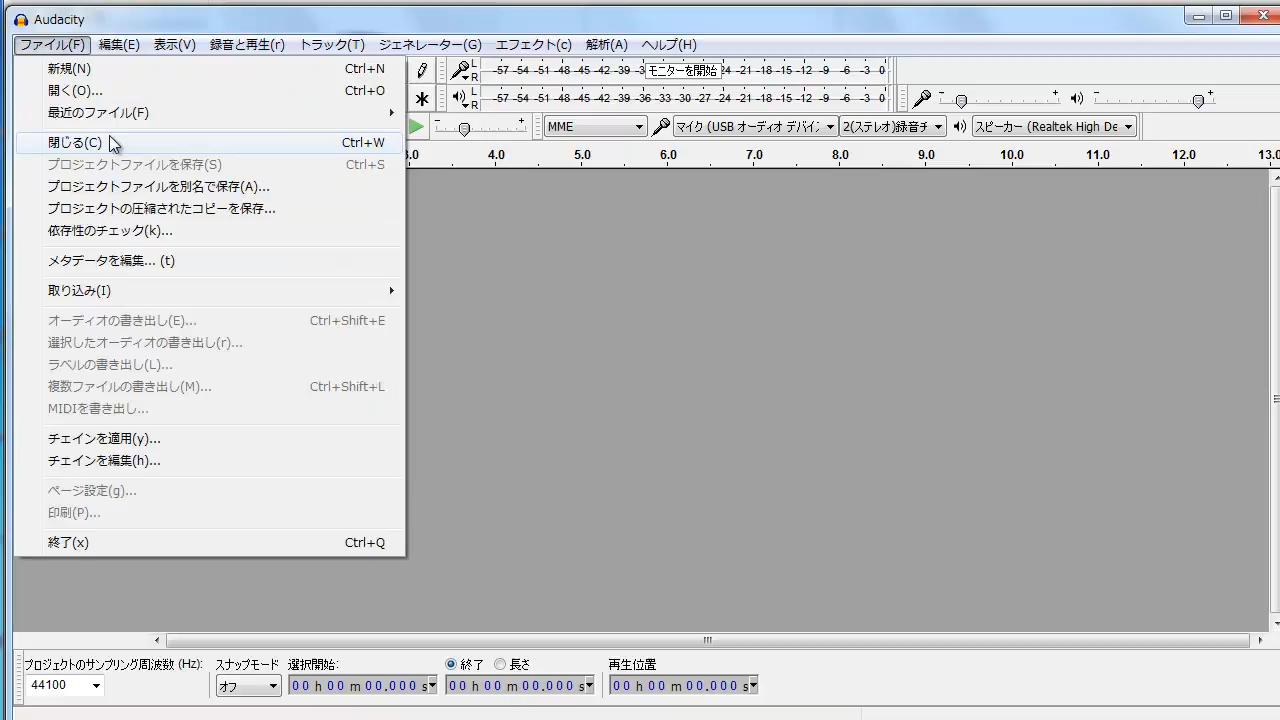 Audacity
ファイル(F) 編集(E) 表示(V) 録音と再生(r) トラック(T) ジェネレーター(G) エフェクト(c) 解析(A) ヘルプ(H)
新規(N) Ctrl+N
開く(O)... Ctrl+O
最近のファイル(F)
閉じる(C) Ctrl+W
プロジェクトファイルを保存(S) Ctrl+S
プロジェクトファイルを別名で保存(A)...
プロジェクトの圧縮されたコピーを保存...
依存性のチェック(k)...
メタデータを編集... (t)
取り込み(I)
オーディオの書き出し(E)... Ctrl+Shift+E
選択したオーディオの書き出し(r)...
ラベルの書き出し(L)...
複数ファイルの書き出し(M)... Ctrl+Shift+L
MIDIを書き出し...
チェインを適用(y)...
チェインを編集(h)...
ページ設定(g)...
印刷(P)...
終了(x) Ctrl+Q
L R -57 -54 -51 -48 -45 -42 -39 -3 モニターを開始 -21 -18 -15 -12 -9 -6 -3 0
L R -57 -54 -51 -48 -45 -42 -39 -36 -33 -30 -27 -24 -21 -18 -15 -12 -9 -6 -3 0
MME マイク (USB オーディオ デバイ 2(ステレオ)録音チ スピーカー (Realtek High D
3.0 4.0 5.0 6.0 7.0 8.0 9.0 10.0 11.0 12.0 13.0
プロジェクトのサンプリング周波数 (Hz): スナップモード 選択開始: 終了 長さ 再生位置
44100 オフ 00 h 00 m 00.000 s 00 h 00 m 00.000 s 00 h 00 m 00.000 s